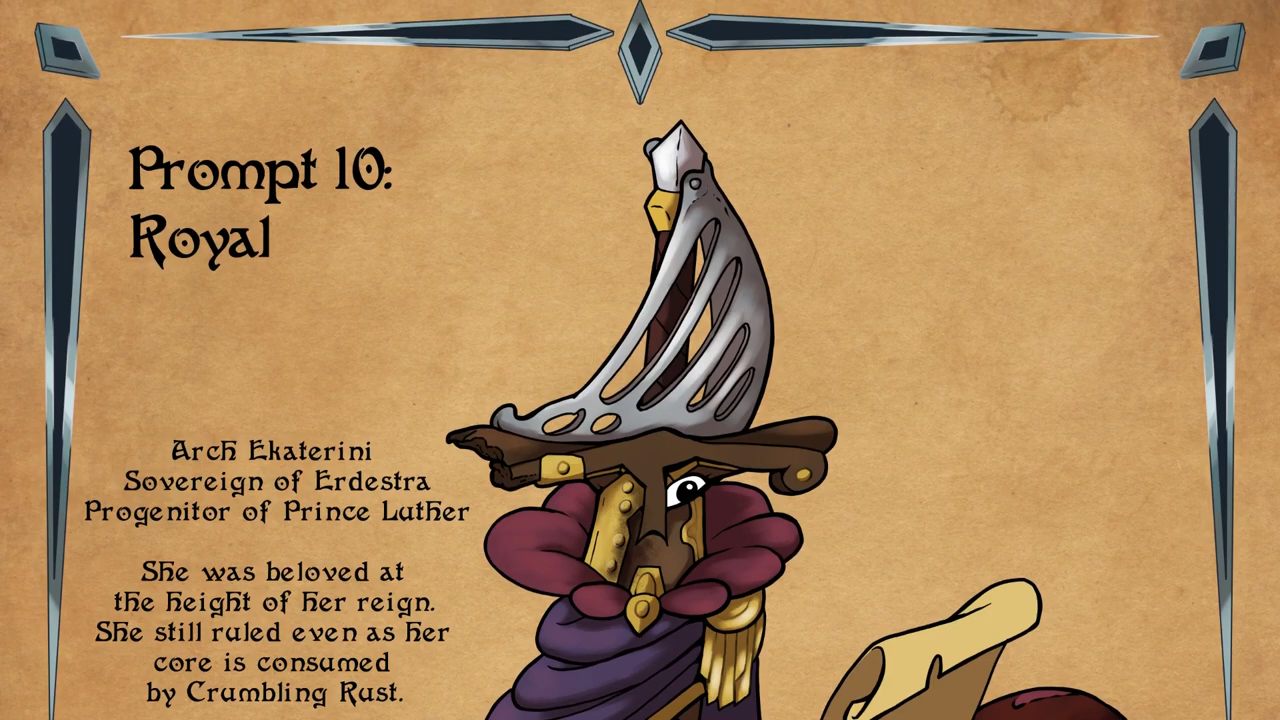 Prompt 10:
Royal
Arch Ekaterini
Sovereign of Erdestra
Progenitor of Prince Luther
She was beloved at
the height of her reign.
She still ruled even as her
core is consumed
by Crumbling Rust.